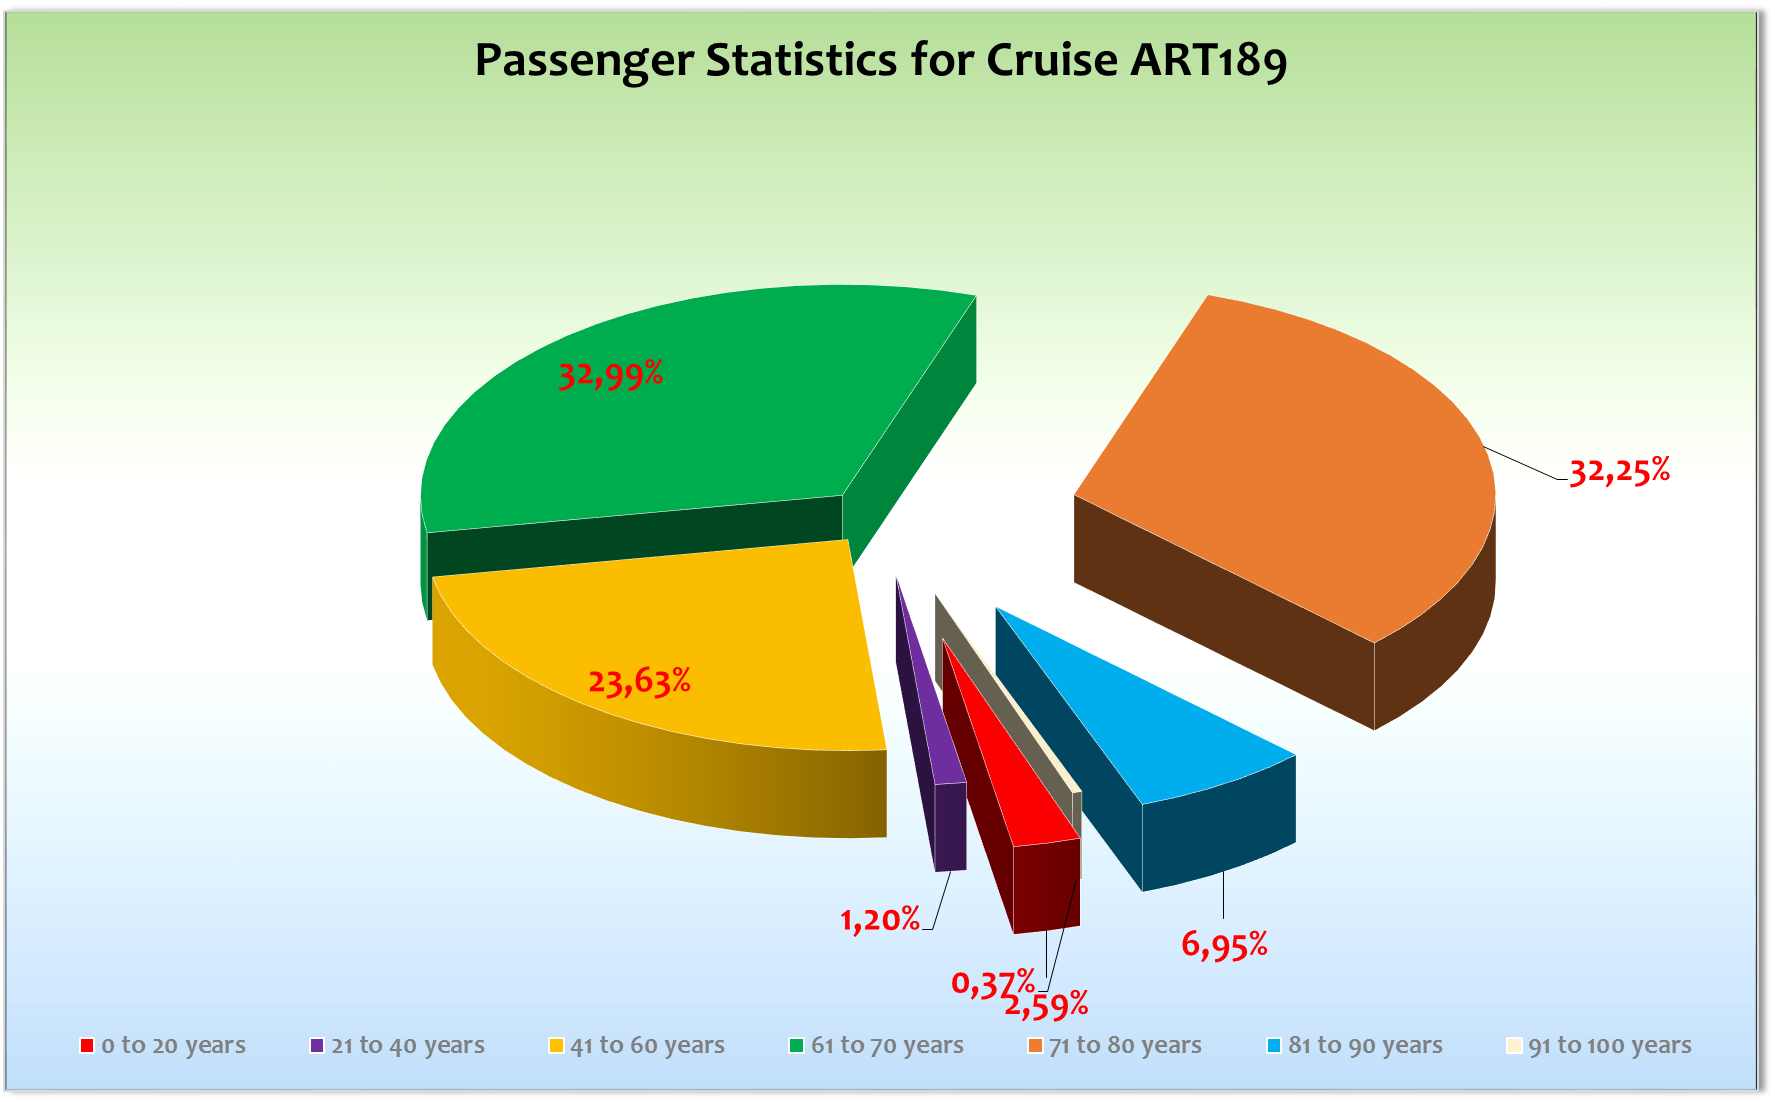 Passenger Statistics for Cruise ART189
32,99%
32,25%
23,63%
1,20%
6,95%
0,37%
2,59%
0 to 20 years
21 to 40 years
41 to 60 years
61 to 70 years
71 to 80 years
81 to 90 years
91 to 100 years